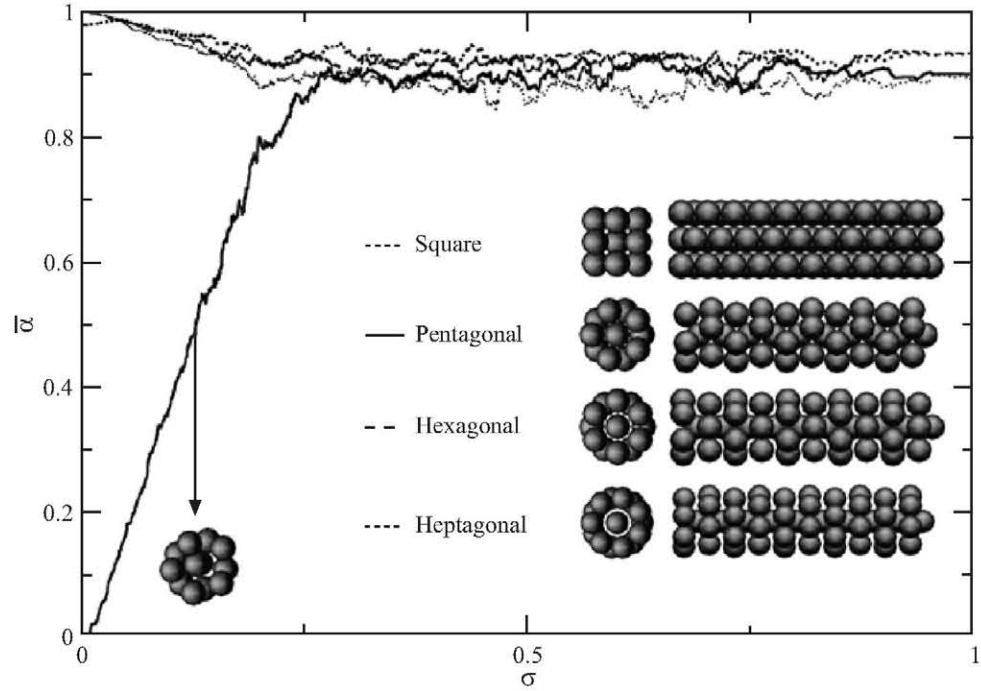 1
0.8
0.6
0.4
0.2
0
ᾱ
Square
Pentagonal
Hexagonal
Heptagonal
0
0.5
1
σ